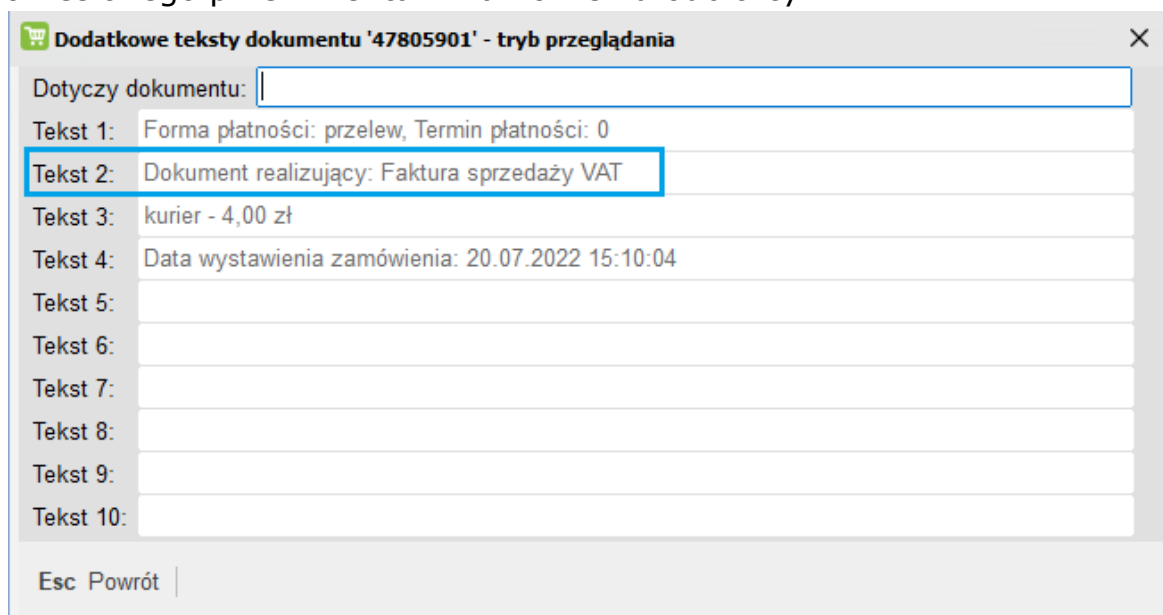 Dodatkowe teksty dokumentu '47805901' - tryb przeglądania
Dotyczy dokumentu:
Tekst 1: Forma płatności: przelew, Termin płatności: 0
Tekst 2: Dokument realizujący: Faktura sprzedaży VAT
Tekst 3: kurier - 4,00 zł
Tekst 4: Data wystawienia zamówienia: 20.07.2022 15:10:04
Tekst 5:
Tekst 6:
Tekst 7:
Tekst 8:
Tekst 9:
Tekst 10:
Esc Powrót